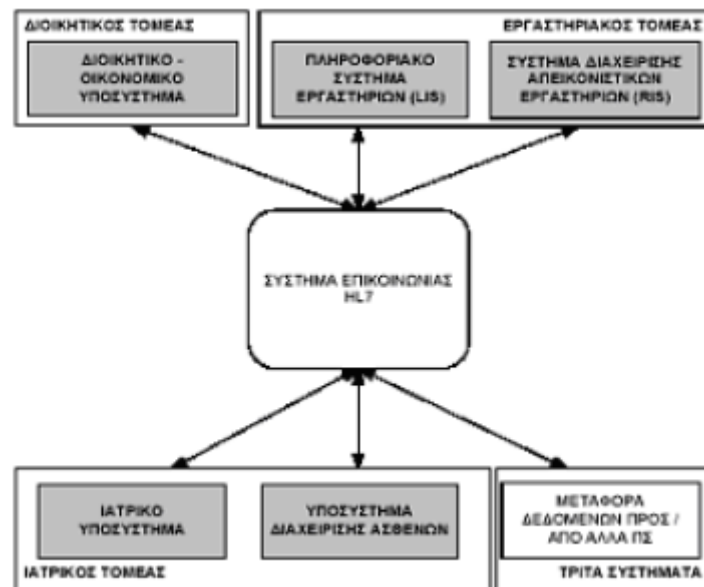 ΔΙΟΙΚΗΤΙΚΟΣ ΤΟΜΕΑΣ
ΔΙΟΙΚΗΤΙΚΟ -
ΟΙΚΟΝΟΜΙΚΟ
ΥΠΟΣΥΣΤΗΜΑ
ΕΡΓΑΣΤΗΡΙΑΚΟΣ ΤΟΜΕΑΣ
ΠΛΗΡΟΦΟΡΙΑΚΟ
ΣΥΣΤΗΜΑ
ΕΡΓΑΣΤΗΡΙΩΝ (LIS)
ΣΥΣΤΗΜΑ ΔΙΑΧΕΙΡΙΣΗΣ
ΑΠΕΙΚΟΝΙΣΤΙΚΩΝ
ΕΡΓΑΣΤΗΡΙΩΝ (RIS)
ΣΥΣΤΗΜΑ ΕΠΙΚΟΙΝΩΝΙΑΣ
HL7
ΙΑΤΡΙΚΟ
ΥΠΟΣΥΣΤΗΜΑ
ΥΠΟΣΥΣΤΗΜΑ
ΔΙΑΧΕΙΡΙΣΗΣ ΑΣΘΕΝΩΝ
ΙΑΤΡΙΚΟΣ ΤΟΜΕΑΣ
ΜΕΤΑΦΟΡΑ
ΔΕΔΟΜΕΝΩΝ ΠΡΟΣ /
ΑΠΟ ΑΛΛΑ ΠΣ
ΤΡΙΤΑ ΣΥΣΤΗΜΑΤΑ